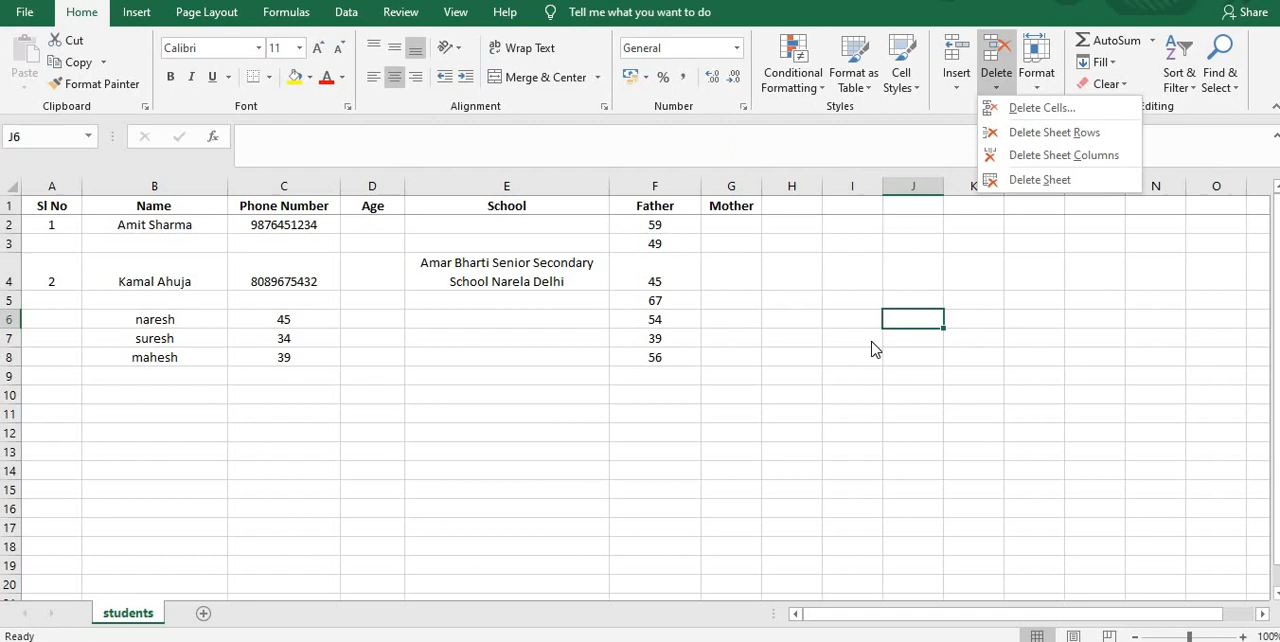 File Home Insert Page Layout Formulas Data Review View Help Tell me what you want to do Share
Cut
Copy
Format Painter
Paste
Clipboard
Calibri 11
B I U
Font
Wrap Text
Merge & Center
Alignment
General
Number
Conditional Formatting
Format as Table
Cell Styles
Styles
Insert Delete Format
AutoSum
Fill
Clear
Sort & Filter
Find & Select
Editing
Delete Cells...
Delete Sheet Rows
Delete Sheet Columns
Delete Sheet
J6 fx
A B C D E F G H I J K N O
1 Sl No Name Phone Number Age School Father Mother
2 1 Amit Sharma 9876451234 59
3 49
Amar Bharti Senior Secondary
4 2 Kamal Ahuja 8089675432 School Narela Delhi 45
5 67
6 naresh 45 54
7 suresh 34 39
8 mahesh 39 56
9
10
11
12
13
14
15
16
17
18
19
20
students
Ready 100%